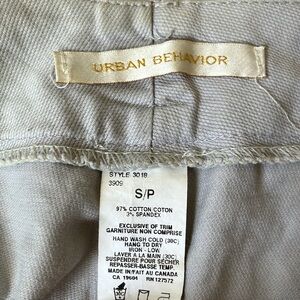 URBAN BEHAVIOR
STYLE 3018
3909
S/P
97% COTTON COTON
3% SPANDEX
EXCLUSIVE OF TRIM
GARNITURE NON COMPRISE
HAND WASH COLD (30C)
HANG TO DRY
IRON - LOW
LAVER A LA MAIN (30C)
SUSPENDRE POUR SÉCHER
REPASSER-BASSE TEMP.
MADE IN/FAIT AU CANADA
CA 19604 RN 127572